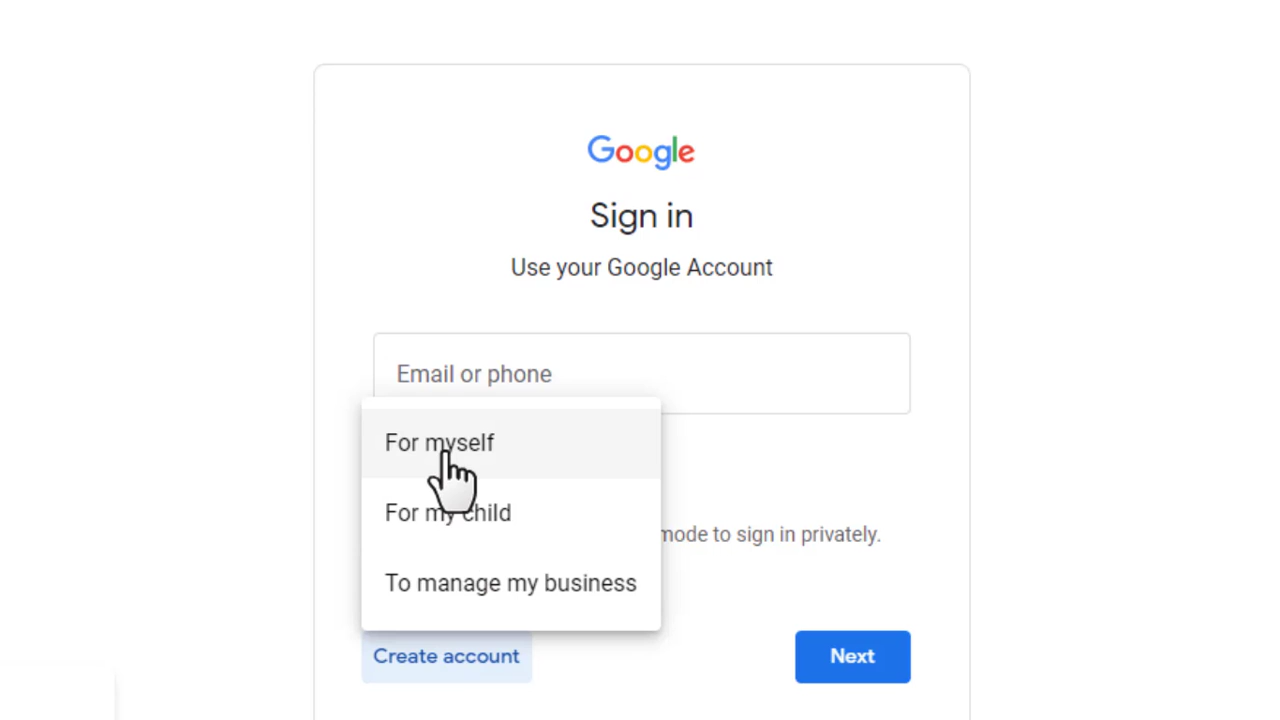 Google
Sign in
Use your Google Account
Email or phone
For myself
For my child
mode to sign in privately.
To manage my business
Create account
Next